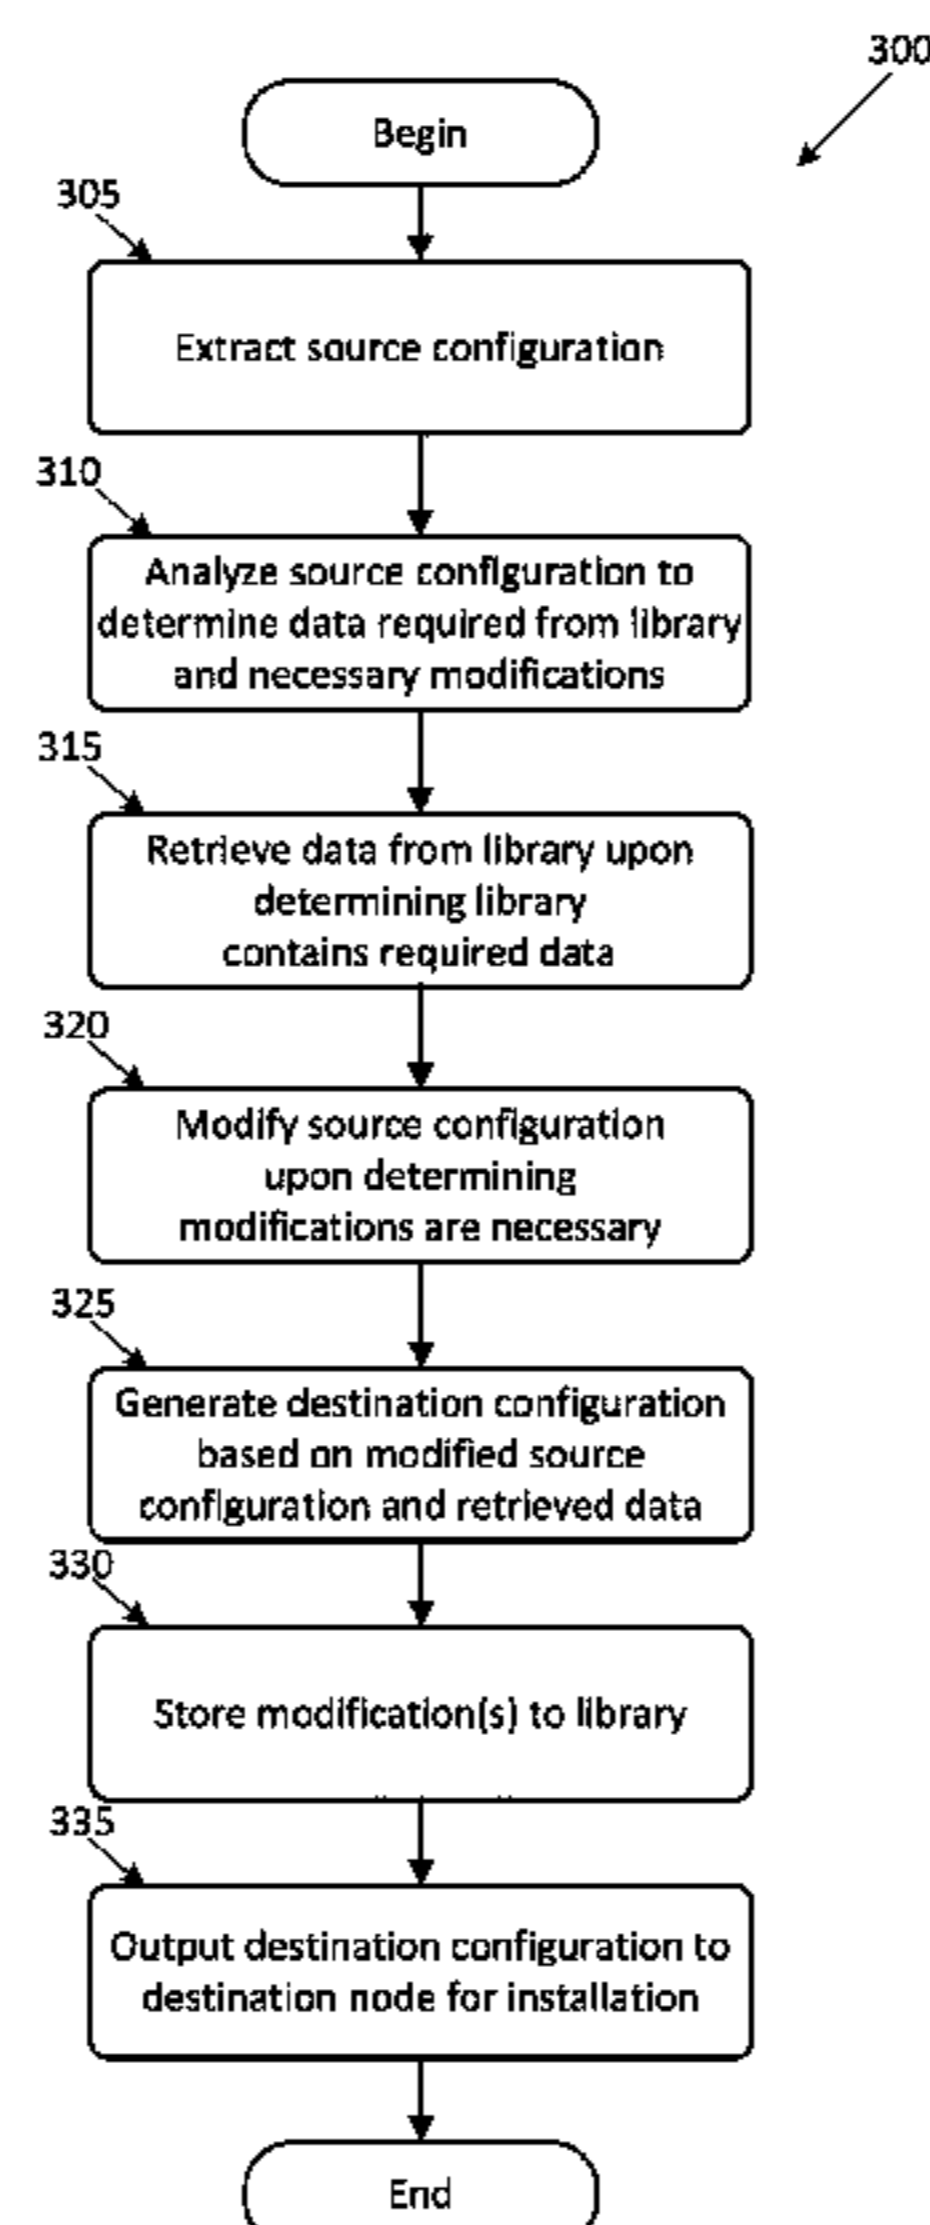 300
Begin
305
Extract source configuration
310
Analyze source configuration to
determine data required from library
and necessary modifications
315
Retrieve data from library upon
determining library
contains required data
320
Modify source configuration
upon determining
modifications are necessary
325
Generate destination configuration
based on modified source
configuration and retrieved data
330
Store modification(s) to library
335
Output destination configuration to
destination node for installation
End